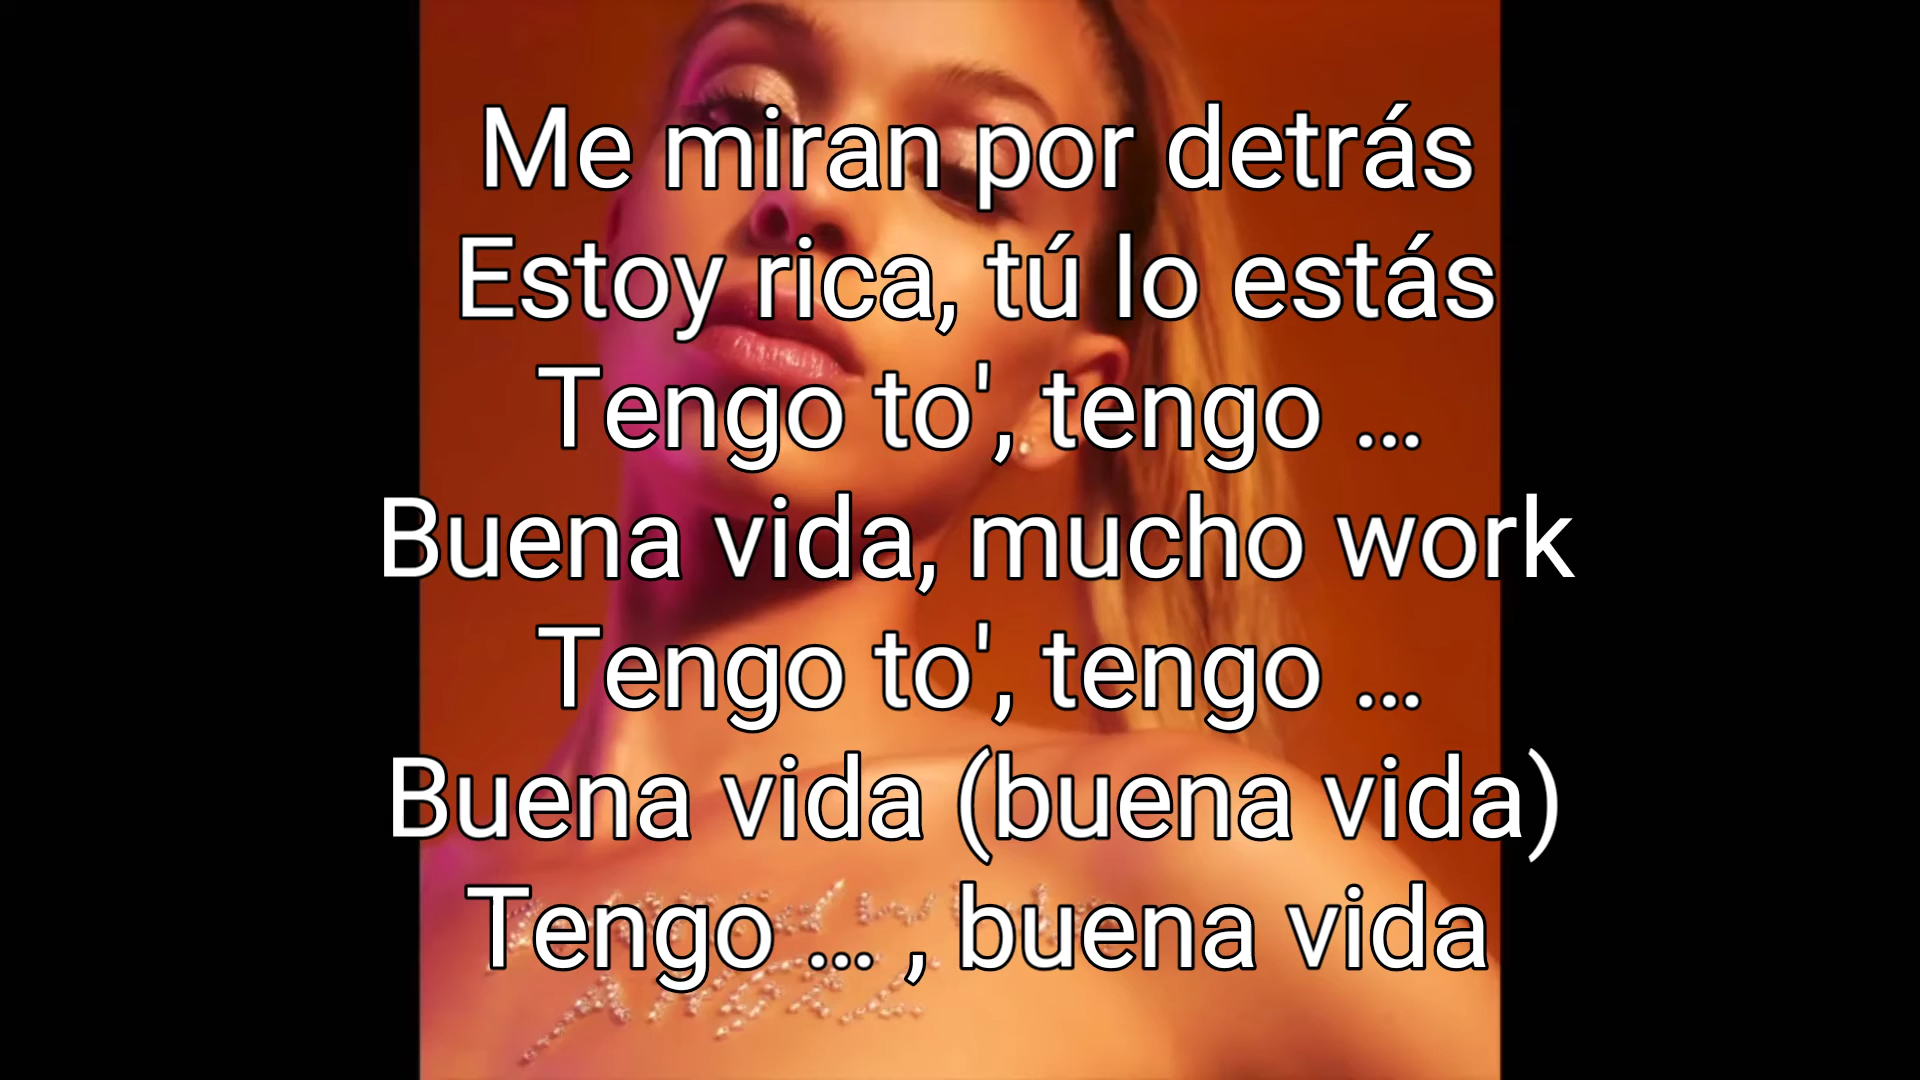 Me miran por detrás
Estoy rica, tú lo estás
Tengo to', tengo ...
Buena vida, mucho work
Tengo to', tengo ...
Buena vida (buena vida)
Tengo ... , buena vida
ANGEL